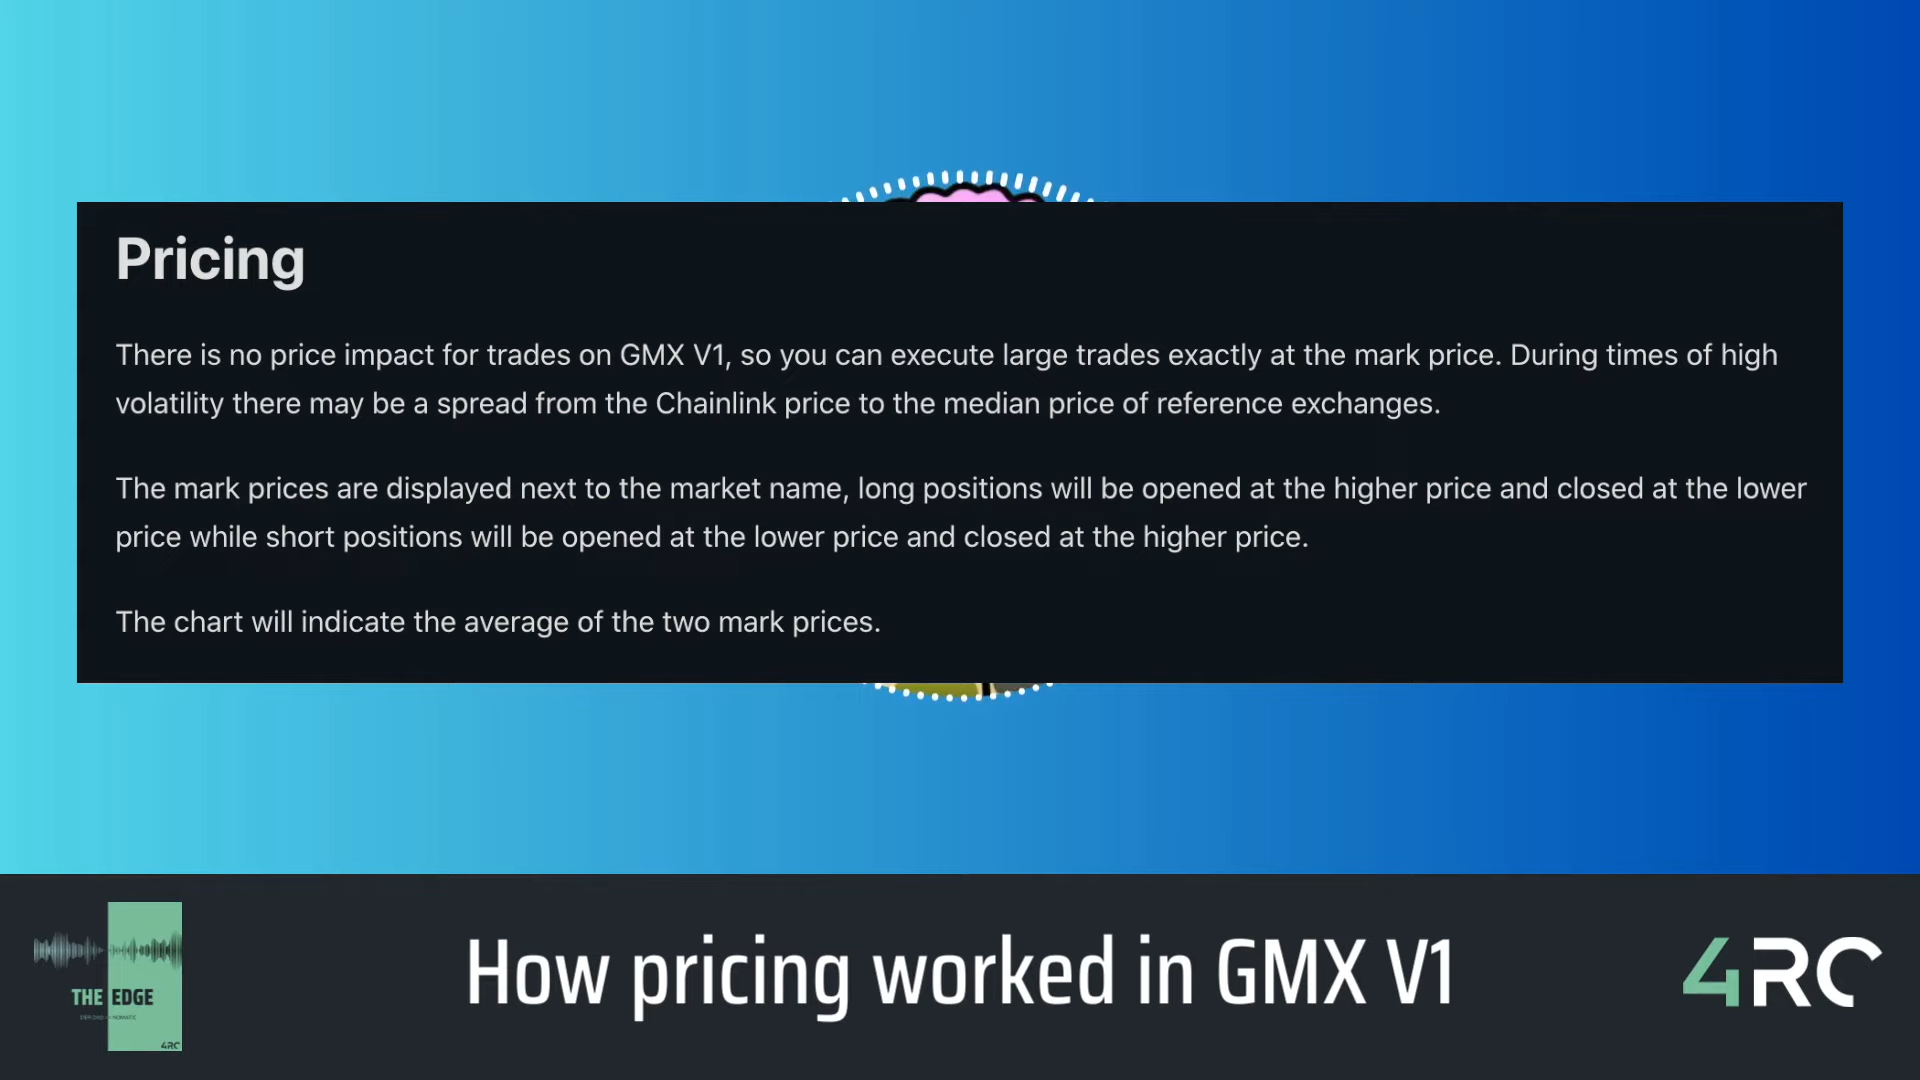 Pricing
There is no price impact for trades on GMX V1, so you can execute large trades exactly at the mark price. During times of high
volatility there may be a spread from the Chainlink price to the median price of reference exchanges.
The mark prices are displayed next to the market name, long positions will be opened at the higher price and closed at the lower
price while short positions will be opened at the lower price and closed at the higher price.
The chart will indicate the average of the two mark prices.
THE EDGE
4RC
How pricing worked in GMX V1
4RC